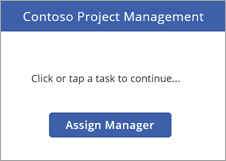 Contoso Project Management
Click or tap a task to continue...
Assign Manager